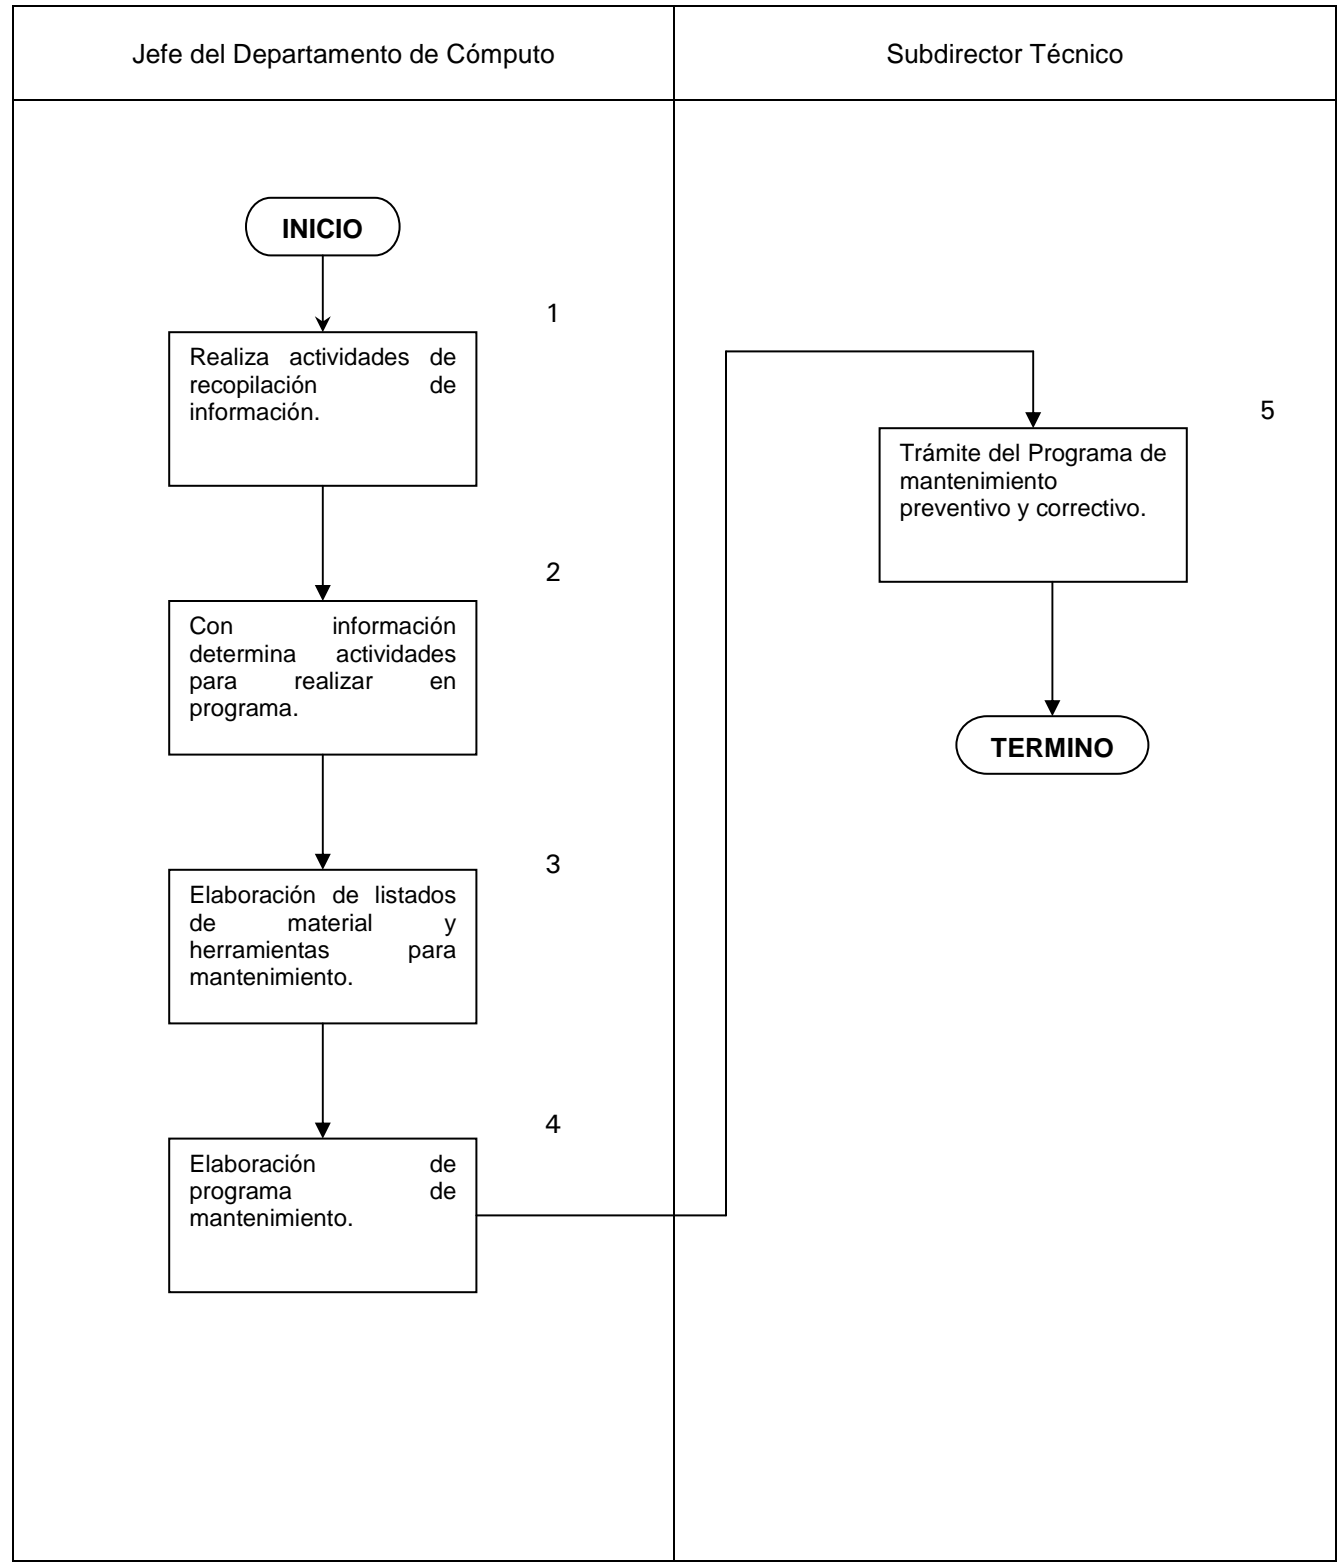 Jefe del Departamento de Cómputo
Subdirector Técnico
INICIO
1
Realiza actividades de
recopilación de
información.
2
Con información
determina actividades
para realizar en
programa.
3
Elaboración de listados
de material y
herramientas para
mantenimiento.
4
Elaboración de
programa de
mantenimiento.
5
Trámite del Programa de
mantenimiento
preventivo y correctivo.
TERMINO